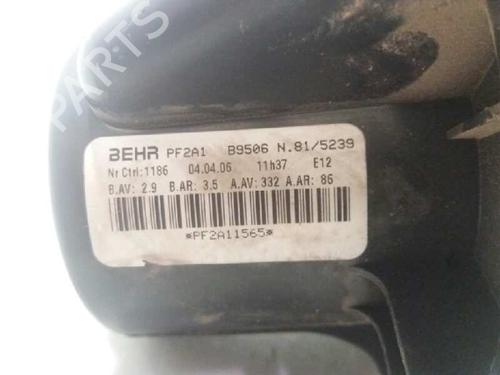 PARTS
BEHR PF2A1 B9506 N.81/5239
Nr Ctrl:1186 04.04.06 11h37 E12
B.AV: 2.9 B.AR: 3.5 A.AV: 332 A.AR: 86
*PF2A11565*